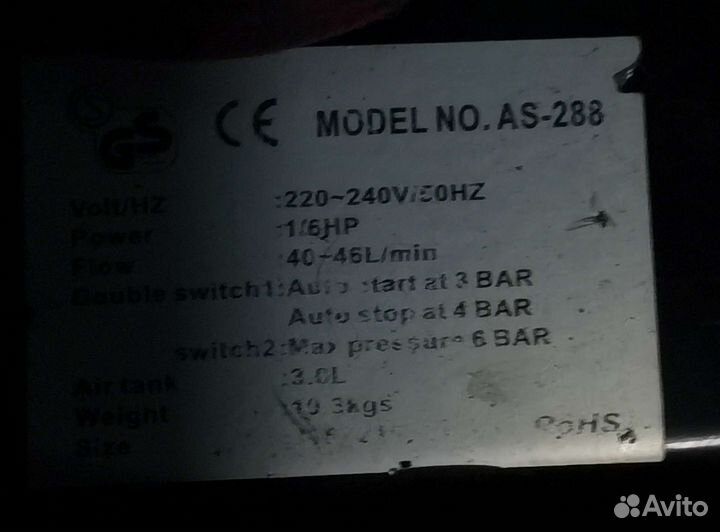 S GS CE MODEL NO. AS-288
Volt/HZ :220~240V/50HZ
Power :1/6HP
Flow :40~46L/min
Double switch1:Auto start at 3 BAR
Auto stop at 4 BAR
switch2:Max pressure 6 BAR
Air tank :3.0L
Weight
Size
RoHS
Avito